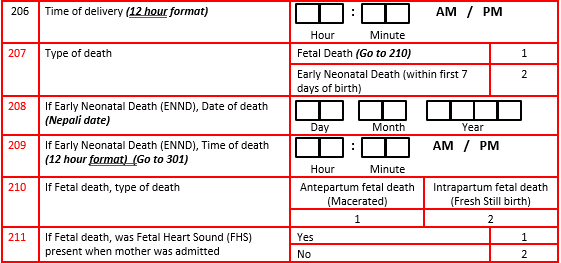 206 Time of delivery (12 hour format) : AM / PM
Hour Minute
207 Type of death Fetal Death (Go to 210) 1
Early Neonatal Death (within first 7 2
days of birth)
208 If Early Neonatal Death (ENND), Date of death
(Nepali date)
Day Month Year
209 If Early Neonatal Death (ENND), Time of death : AM / PM
(12 hour format) (Go to 301)
Hour Minute
210 If Fetal death, type of death Antepartum fetal death Intrapartum fetal death
(Macerated) (Fresh Still birth)
1 2
211 If Fetal death, was Fetal Heart Sound (FHS) Yes 1
present when mother was admitted No 2